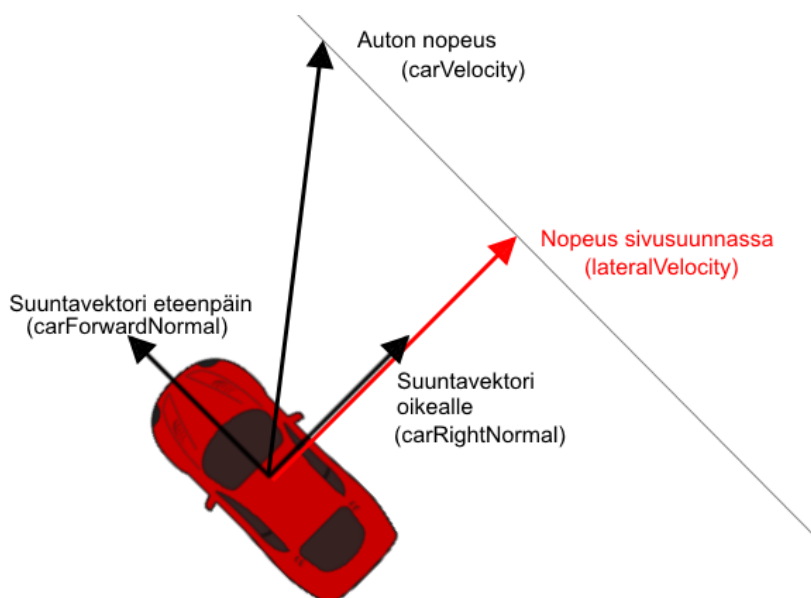 Auton nopeus
(carVelocity)
Nopeus sivusuunnassa
(lateralVelocity)
Suuntavektori eteenpäin
(carForwardNormal)
Suuntavektori
oikealle
(carRightNormal)